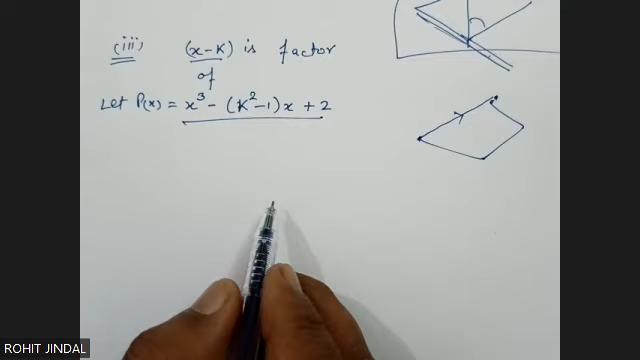 (iii) (x-K) is factor
of
Let P(x) = x³ - (K²-1)x + 2
ROHIT JINDAL